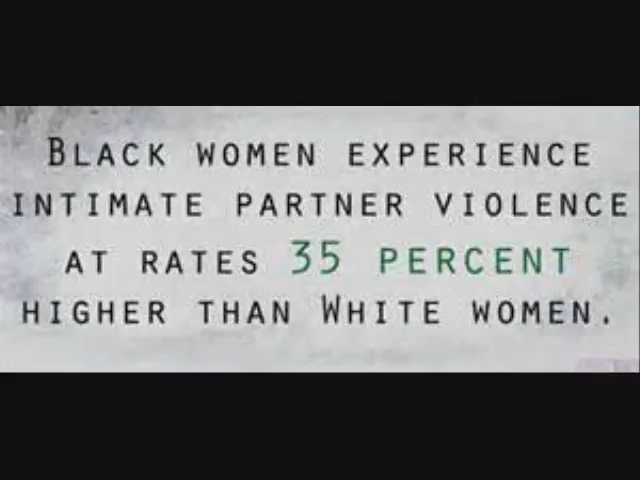 BLACK WOMEN EXPERIENCE
INTIMATE PARTNER VIOLENCE
AT RATES 35 PERCENT
HIGHER THAN WHITE WOMEN.